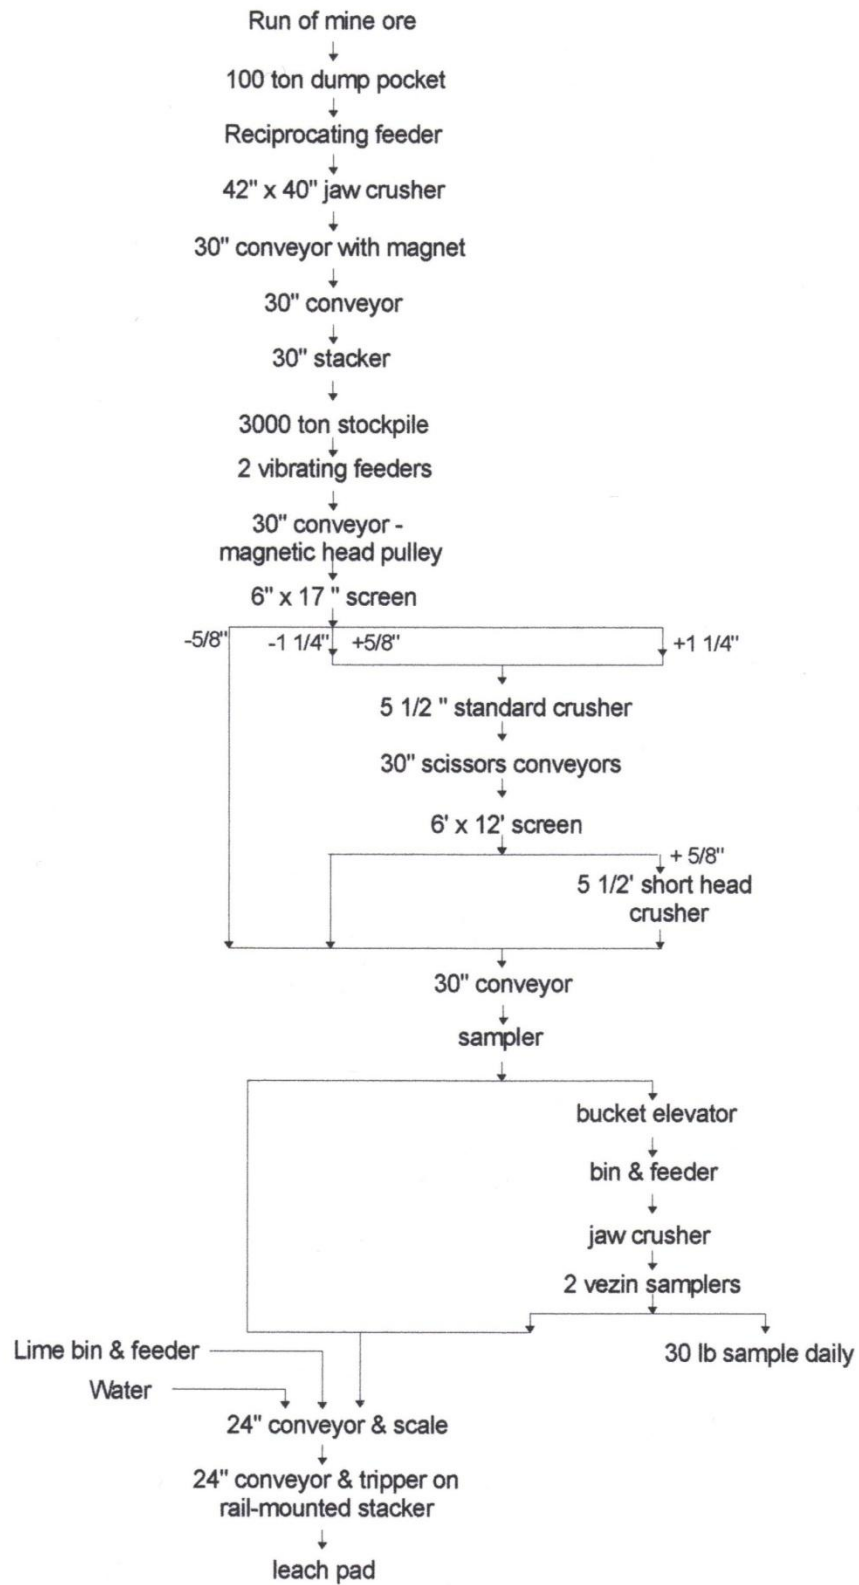 Run of mine ore
100 ton dump pocket
Reciprocating feeder
42" x 40" jaw crusher
30" conveyor with magnet
30" conveyor
30" stacker
3000 ton stockpile
2 vibrating feeders
30" conveyor -
magnetic head pulley
6" x 17 " screen
-5/8" -1 1/4" +5/8" +1 1/4"
5 1/2 " standard crusher
30" scissors conveyors
6' x 12' screen
+ 5/8"
5 1/2' short head
crusher
30" conveyor
sampler
bucket elevator
bin & feeder
jaw crusher
2 vezin samplers
Lime bin & feeder
30 lb sample daily
Water
24" conveyor & scale
24" conveyor & tripper on
rail-mounted stacker
leach pad